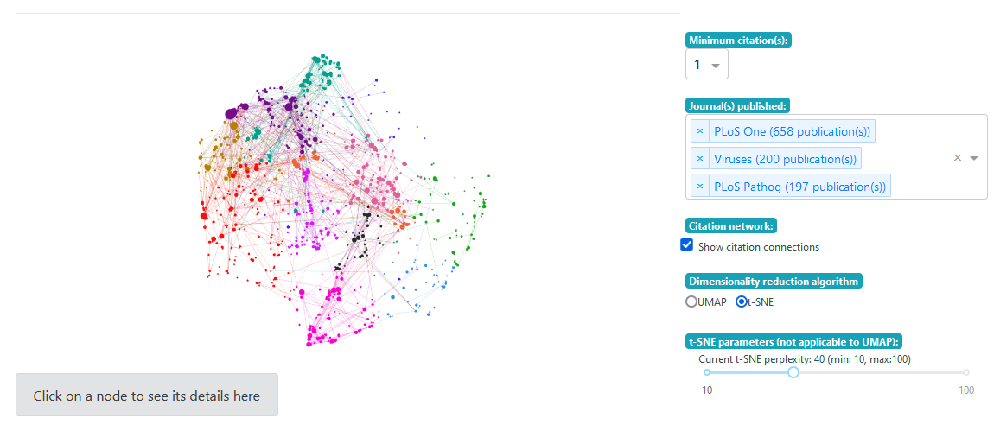 Minimum citation(s):
1
Journal(s) published:
× PLoS One (658 publication(s))
× Viruses (200 publication(s))
× PLoS Pathog (197 publication(s))
×
Citation network:
Show citation connections
Dimensionality reduction algorithm
UMAP t-SNE
t-SNE parameters (not applicable to UMAP):
Current t-SNE perplexity: 40 (min: 10, max:100)
10 100
Click on a node to see its details here